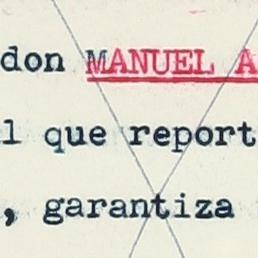 don MANUEL A
l que report
, garantiza